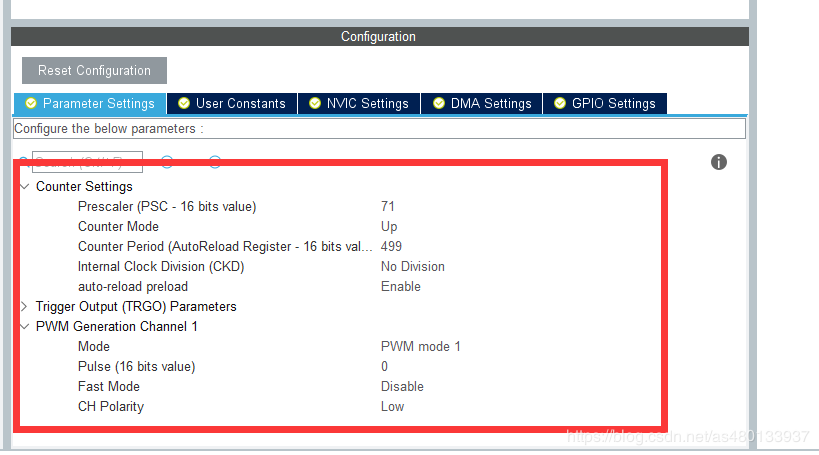 Configuration
Reset Configuration
Parameter Settings User Constants NVIC Settings DMA Settings GPIO Settings
Configure the below parameters :
Counter Settings
Prescaler (PSC - 16 bits value) 71
Counter Mode Up
Counter Period (AutoReload Register - 16 bits val... 499
Internal Clock Division (CKD) No Division
auto-reload preload Enable
Trigger Output (TRGO) Parameters
PWM Generation Channel 1
Mode PWM mode 1
Pulse (16 bits value) 0
Fast Mode Disable
CH Polarity Low
https://blog.csdn.net/as480133937